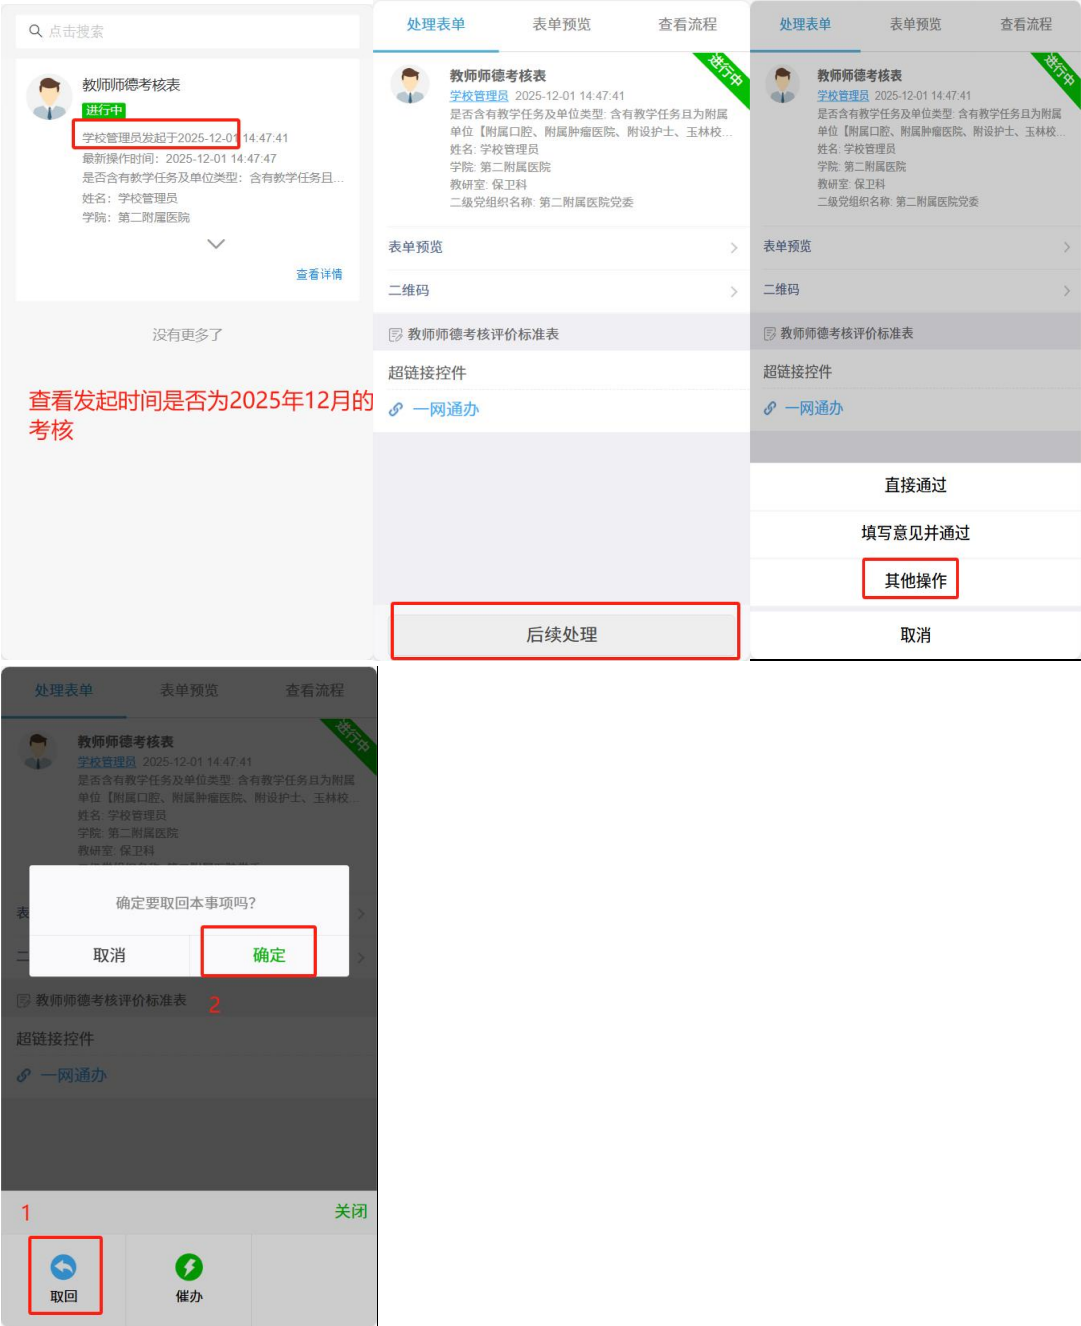 点击搜索
教师师德考核表
进行中
学校管理员发起于2025-12-01 14:47:41
最新操作时间：2025-12-01 14:47:47
是否含有教学任务及单位类型：含有教学任务且...
姓名：学校管理员
学院：第二附属医院
查看详情
没有更多了
查看发起时间是否为2025年12月的
考核
处理表单 表单预览 查看流程
进行中
教师师德考核表
学校管理员 2025-12-01 14:47:41
是否含有教学任务及单位类型: 含有教学任务且为附属
单位【附属口腔、附属肿瘤医院、附设护士、玉林校...
姓名: 学校管理员
学院: 第二附属医院
教研室: 保卫科
二级党组织名称: 第二附属医院党委
表单预览
二维码
教师师德考核评价标准表
超链接控件
一网通办
后续处理
处理表单 表单预览 查看流程
进行中
教师师德考核表
学校管理员 2025-12-01 14:47:41
是否含有教学任务及单位类型: 含有教学任务且为附属
单位【附属口腔、附属肿瘤医院、附设护士、玉林校...
姓名: 学校管理员
学院: 第二附属医院
教研室: 保卫科
二级党组织名称: 第二附属医院党委
表单预览
二维码
教师师德考核评价标准表
超链接控件
一网通办
直接通过
填写意见并通过
其他操作
取消
处理表单 表单预览 查看流程
进行中
教师师德考核表
学校管理员 2025-12-01 14:47:41
是否含有教学任务及单位类型: 含有教学任务且为附属
单位【附属口腔、附属肿瘤医院、附设护士、玉林校...
姓名: 学校管理员
学院: 第二附属医院
教研室: 保卫科
表
确定要取回本事项吗?
二
取消 确定
教师师德考核评价标准表 2
超链接控件
一网通办
1 关闭
取回 催办